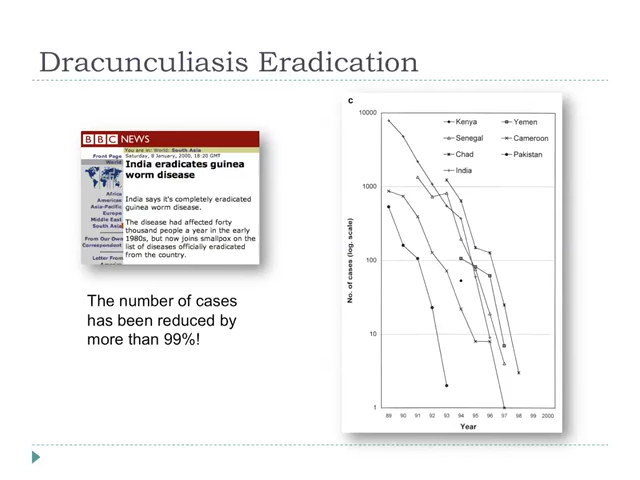 Dracunculiasis Eradication
BBC NEWS
You are in: World: South Asia
Front Page
Saturday, 8 January, 2000, 18:20 GMT
World
India eradicates guinea
worm disease
Africa
Americas
Asia-Pacific
Europe
Middle East
South Asia
From Our Own
Correspondent
Letter From
America
India says it's completely eradicated
guinea worm disease.
The disease had affected forty
thousand people a year in the early
1980s, but now joins smallpox on the
list of diseases officially eradicated
from the country.
The number of cases
has been reduced by
more than 99%!
c
10000
1000
100
10
1
No. of cases (log. scale)
Kenya
Yemen
Senegal
Cameroon
Chad
Pakistan
India
89 90 91 92 93 94 95 96 97 98 99 2000
Year